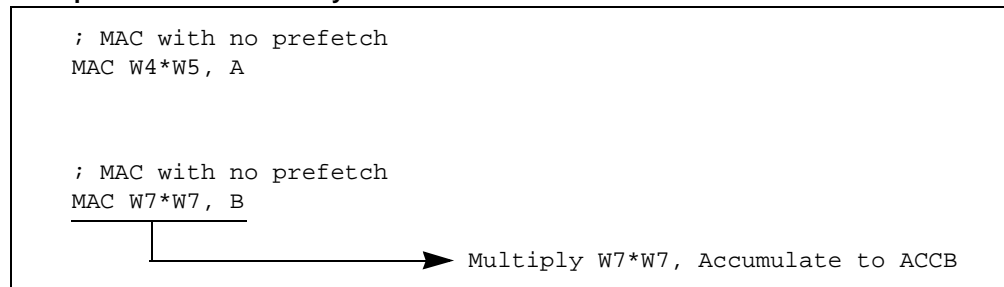 ; MAC with no prefetch
MAC W4*W5, A
; MAC with no prefetch
MAC W7*W7, B
Multiply W7*W7, Accumulate to ACCB